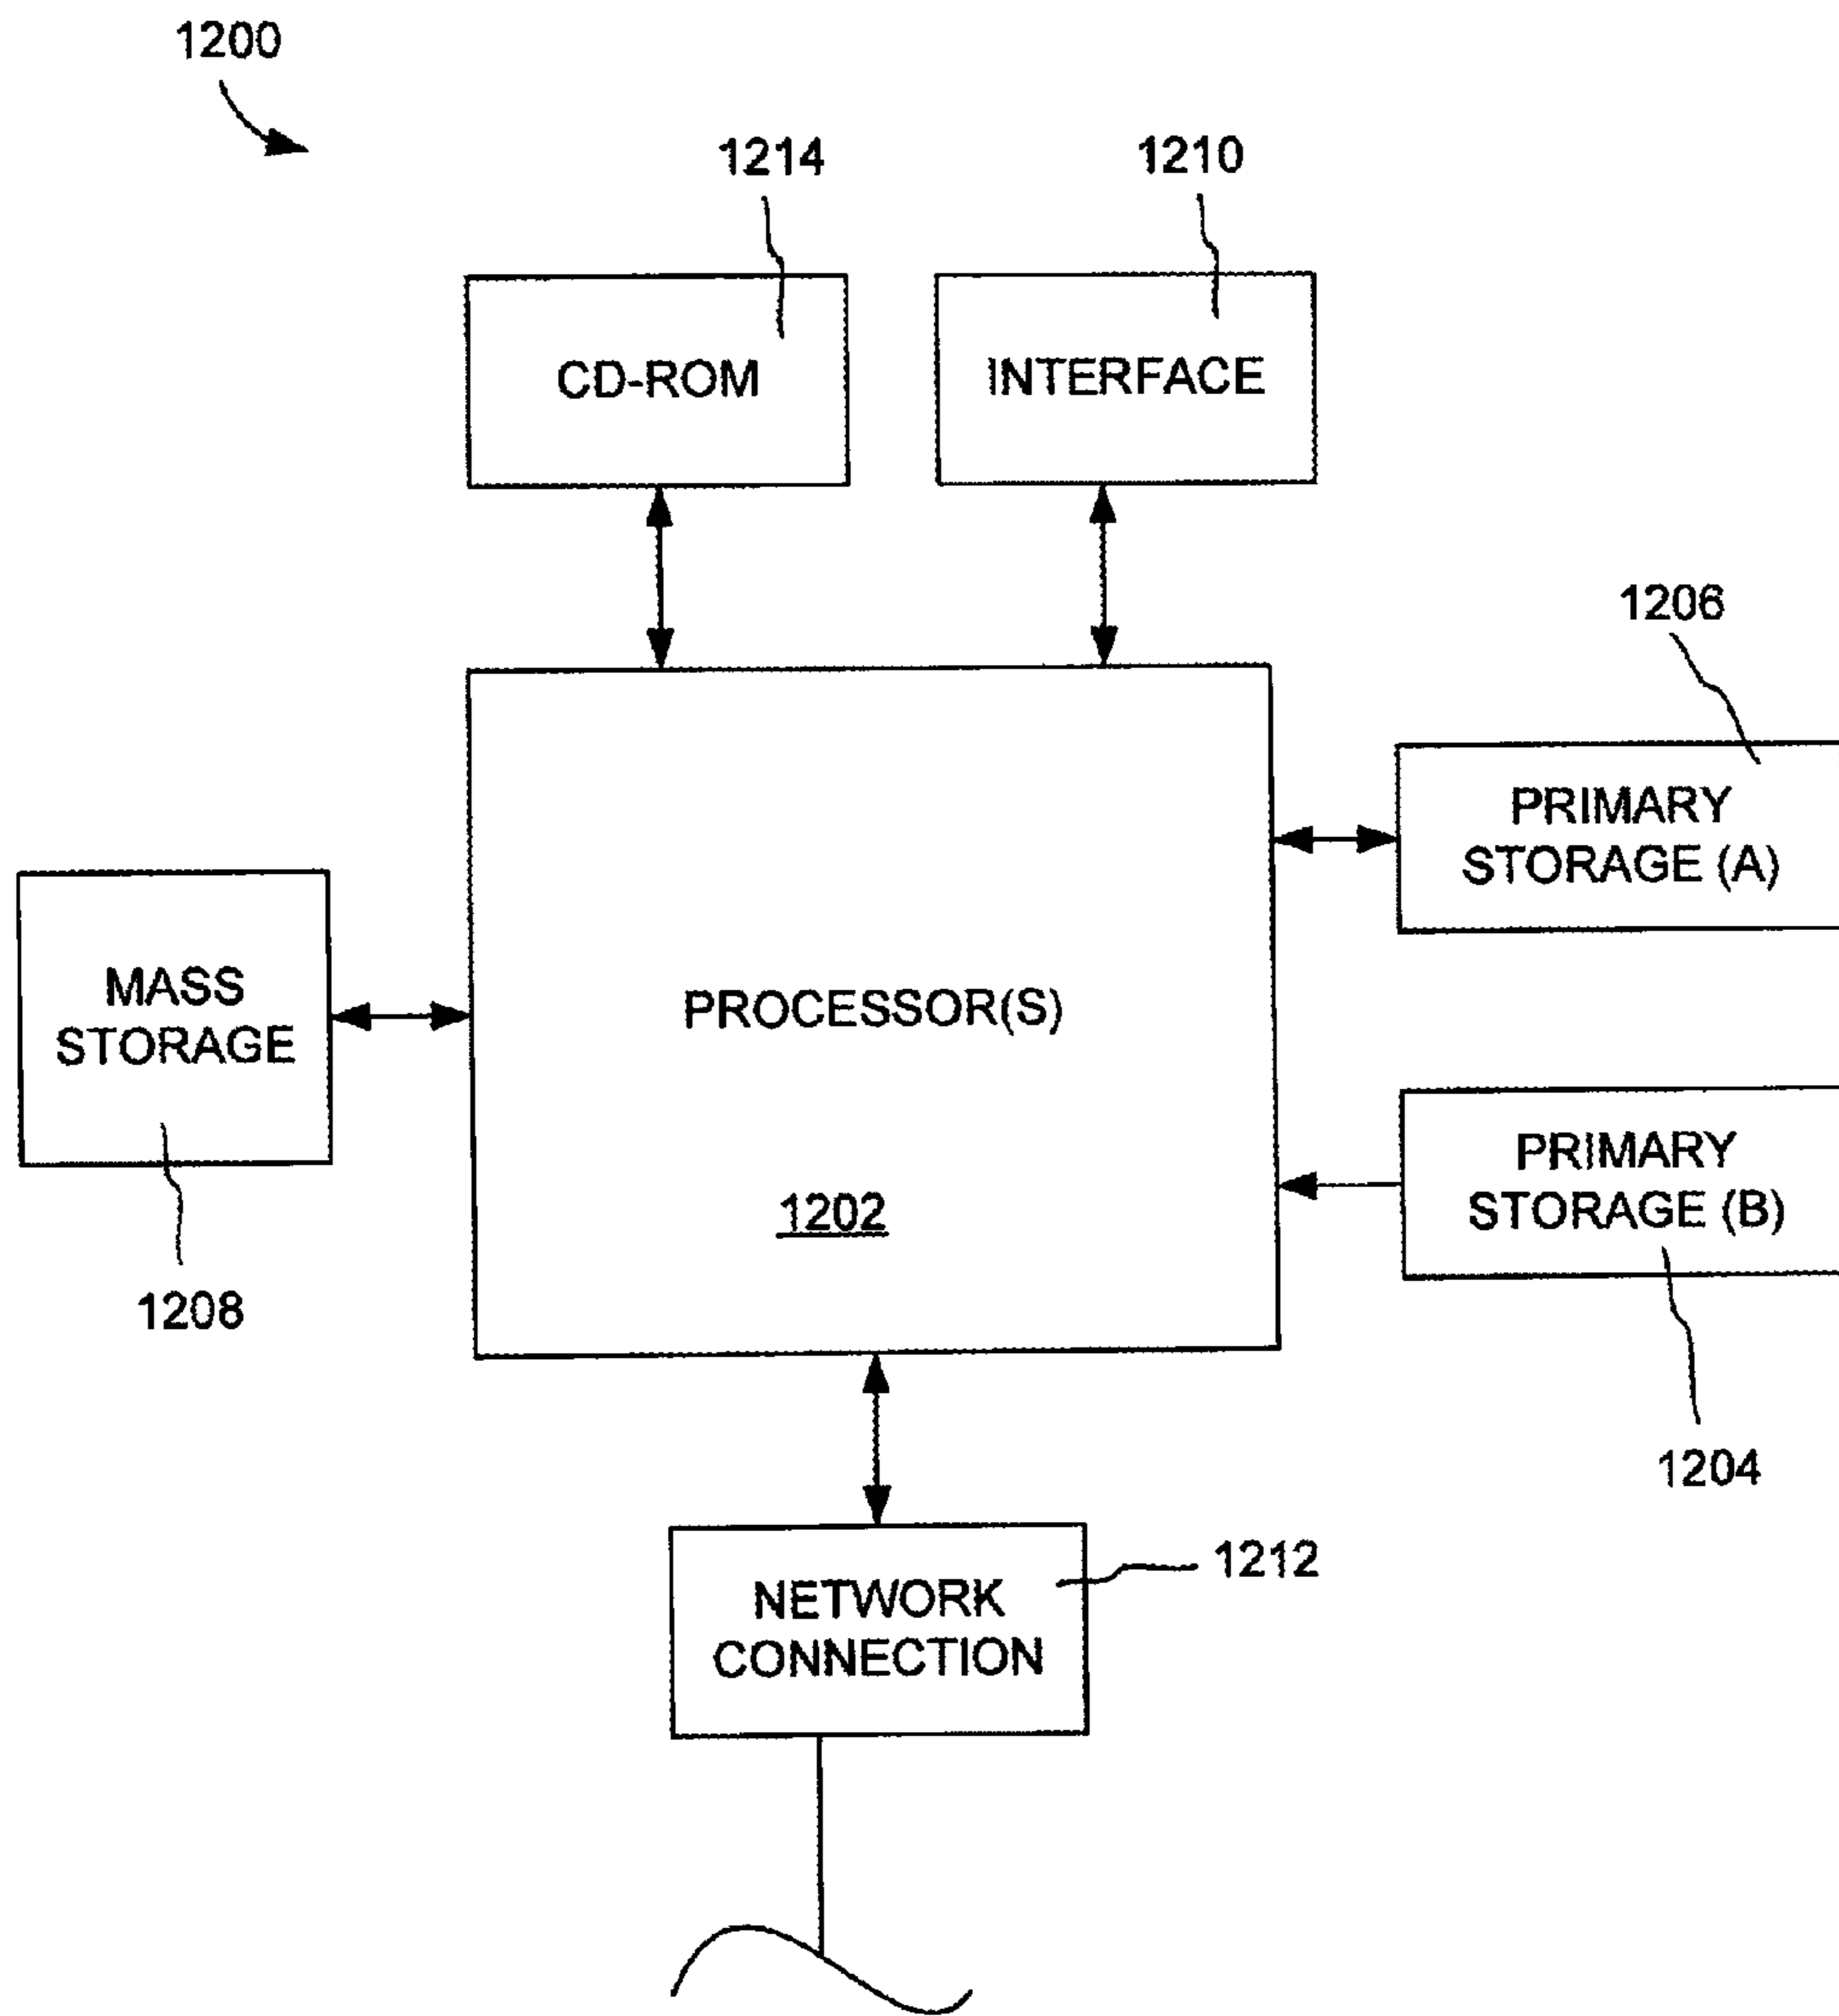 1200
1214
1210
CD-ROM
INTERFACE
1206
PRIMARY
STORAGE (A)
MASS
STORAGE
PROCESSOR(S)
PRIMARY
STORAGE (B)
1202
1208
1204
1212
NETWORK
CONNECTION